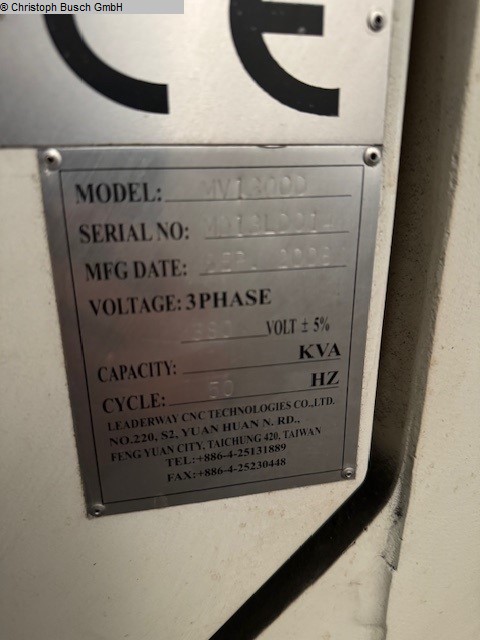 © Christoph Busch GmbH
CE
MODEL:
SERIAL NO:
MFG DATE:
VOLTAGE: 3PHASE
380 VOLT ± 5%
CAPACITY: KVA
CYCLE: 50 HZ
LEADERWAY CNC TECHNOLOGIES CO.,LTD.
NO.220, S2, YUAN HUAN N. RD.,
FENG YUAN CITY, TAICHUNG 420, TAIWAN
TEL:+886-4-25131889
FAX:+886-4-25230448